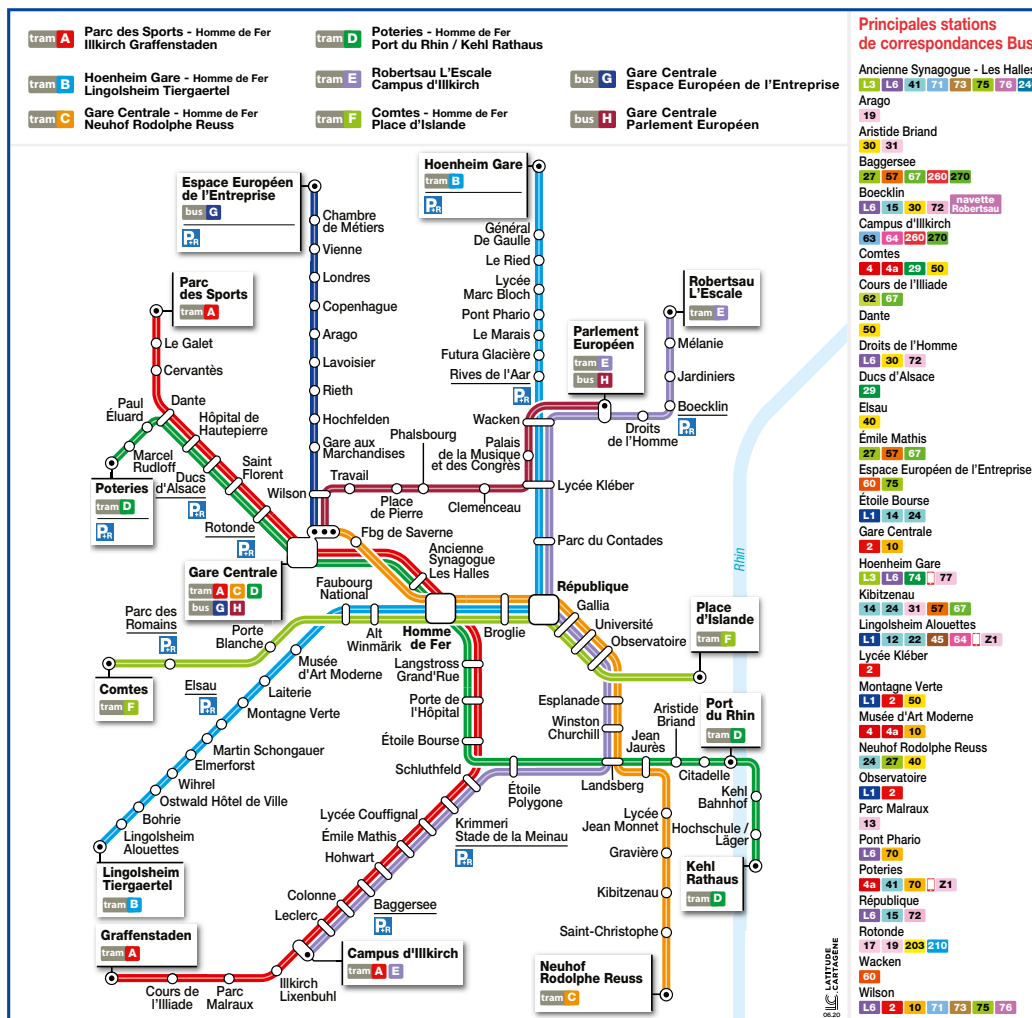 tram A Parc des Sports - Homme de Fer
Illkirch Graffenstaden
tram B Hoenheim Gare - Homme de Fer
Lingolsheim Tiergaertel
tram C Gare Centrale - Homme de Fer
Neuhof Rodolphe Reuss
tram D Poteries - Homme de Fer
Port du Rhin / Kehl Rathaus
tram E Robertsau L'Escale
Campus d'Illkirch
tram F Comtes - Homme de Fer
Place d'Islande
bus G Gare Centrale
Espace Européen de l'Entreprise
bus H Gare Centrale
Parlement Européen
Espace Européen
de l'Entreprise
bus G
P+R
Chambre
de Métiers
Vienne
Londres
Copenhague
Arago
Lavoisier
Rieth
Hochfelden
Gare aux
Marchandises
Wilson
Hoenheim Gare
tram B
P+R
Général
De Gaulle
Le Ried
Lycée
Marc Bloch
Pont Phario
Le Marais
Futura Glacière
Rives de l'Aar
P+R
Wacken
Palais
de la Musique
et des Congrès
Lycée Kléber
Parc du Contades
Parlement
Européen
tram E
bus H
Robertsau
L'Escale
tram E
Mélanie
Jardiniers
Boecklin
P+R
Droits
de l'Homme
Parc
des Sports
tram A
Le Galet
Cervantès
Dante
Paul
Éluard
Marcel
Rudloff
Poteries
tram D
P+R
Hôpital de
Hautepierre
Ducs
d'Alsace
P+R
Saint
Florent
Rotonde
P+R
Travail
Phalsbourg
Place
de Pierre
Clemenceau
Fbg de Saverne
Gare Centrale
tram A C D
bus G H
Ancienne
Synagogue
Les Halles
Faubourg
National
Alt
Winmärik
Homme
de Fer
Broglie
République
Gallia
Université
Observatoire
Place
d'Islande
tram F
Rhin
Parc des
Romains
P+R
Porte
Blanche
Comtes
tram F
Musée
d'Art Moderne
Laiterie
Montagne Verte
Elsau
P+R
Martin Schongauer
Elmerforst
Wihrel
Ostwald Hôtel de Ville
Bohrie
Lingolsheim
Alouettes
Lingolsheim
Tiergaertel
tram B
Langstross
Grand'Rue
Porte de
l'Hôpital
Étoile Bourse
Schluthfeld
Étoile
Polygone
Krimmeri
Stade de la Meinau
P+R
Lycée Couffignal
Émile Mathis
Hohwart
Baggersee
P+R
Colonne
Leclerc
Campus d'Illkirch
tram A E
Illkirch
Lixenbuhl
Parc
Malraux
Cours de
l'Illiade
Graffenstaden
tram A
Esplanade
Winston
Churchill
Landsberg
Jean
Jaurès
Aristide
Briand
Citadelle
Port
du Rhin
tram D
Kehl
Bahnhof
Hochschule /
Läger
Kehl
Rathaus
tram D
Lycée
Jean Monnet
Gravière
Kibitzenau
Saint-Christophe
Neuhof
Rodolphe Reuss
tram C
LATITUDE
CARTAGÈNE
06.20
Principales stations
de correspondances Bus
Ancienne Synagogue - Les Halles
L3 L6 41 71 73 75 76 24
Arago
19
Aristide Briand
30 31
Baggersee
27 57 67 260 270
Boecklin
L6 15 30 72 navette
Robertsau
Campus d'Illkirch
63 64 260 270
Comtes
4 4a 29 50
Cours de l'Illiade
62 67
Dante
50
Droits de l'Homme
L6 30 72
Ducs d'Alsace
29
Elsau
40
Émile Mathis
27 57 67
Espace Européen de l'Entreprise
60 75
Étoile Bourse
L1 14 24
Gare Centrale
2 10
Hoenheim Gare
L3 L6 74 77
Kibitzenau
14 24 31 57 67
Lingolsheim Alouettes
L1 12 22 45 64 Z1
Lycée Kléber
2
Montagne Verte
L1 2 50
Musée d'Art Moderne
4 4a 10
Neuhof Rodolphe Reuss
24 27 40
Observatoire
L1 2
Parc Malraux
13
Pont Phario
L6 70
Poteries
4a 41 70 Z1
République
L6 15 72
Rotonde
17 19 203 210
Wacken
60
Wilson
L6 2 10 71 73 75 76